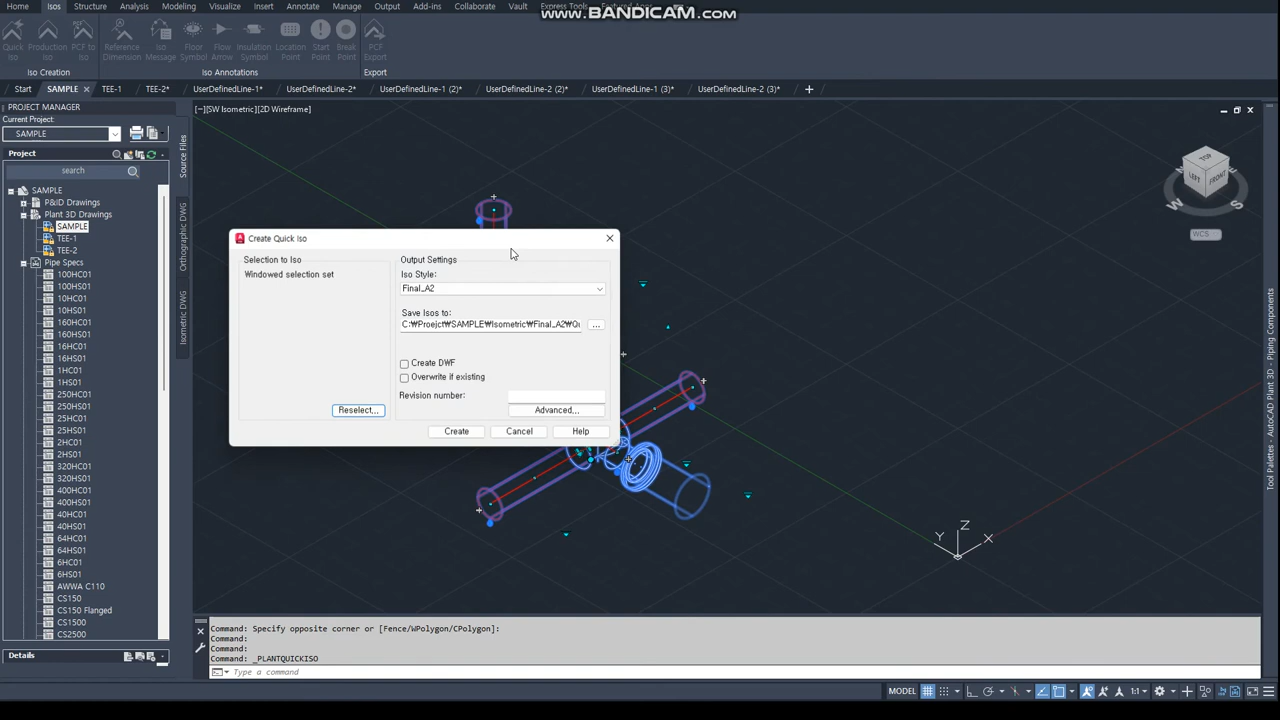 Home Isos Structure Analysis Modeling Visualize Insert Annotate Manage Output Add-ins Collaborate Vault Express Tools Featured Apps
www.BANDICAM.com
Quick Iso
Production Iso
PCF to Iso
Reference Dimension
Iso Message
Floor Symbol
Flow Arrow
Insulation Symbol
Location Point
Start Point
Break Point
PCF Export
Iso Creation Iso Annotations Export
Start SAMPLE TEE-1 TEE-2* UserDefinedLine-1* UserDefinedLine-2* UserDefinedLine-1 (2)* UserDefinedLine-2 (2)* UserDefinedLine-1 (3)* UserDefinedLine-2 (3)*
PROJECT MANAGER
Current Project:
SAMPLE
Project
search
SAMPLE
P&ID Drawings
Plant 3D Drawings
SAMPLE
TEE-1
TEE-2
Pipe Specs
100HC01
100HS01
10HC01
10HS01
160HC01
160HS01
16HC01
16HS01
1HC01
1HS01
250HC01
250HS01
25HC01
25HS01
2HC01
2HS01
320HC01
320HS01
400HC01
400HS01
40HC01
40HS01
64HC01
64HS01
6HC01
6HS01
AWWA C110
CS150
CS150 Flanged
CS1500
CS2500
Details
Source Files
Orthographic DWG
Isometric DWG
[−][SW Isometric][2D Wireframe]
TOP
LEFT
FRONT
W
S
WCS
Create Quick Iso
Selection to Iso
Windowed selection set
Reselect...
Output Settings
Iso Style:
Final_A2
Save Isos to:
C:₩Proejct₩SAMPLE₩Isometric₩Final_A2₩Qu
...
Create DWF
Overwrite if existing
Revision number:
Advanced...
Create Cancel Help
Z
Y
X
Command: Specify opposite corner or [Fence/WPolygon/CPolygon]:
Command:
Command:
Command: _PLANTQUICKISO
Type a command
MODEL
1:1
Tool Palettes - AutoCAD Plant 3D - Piping